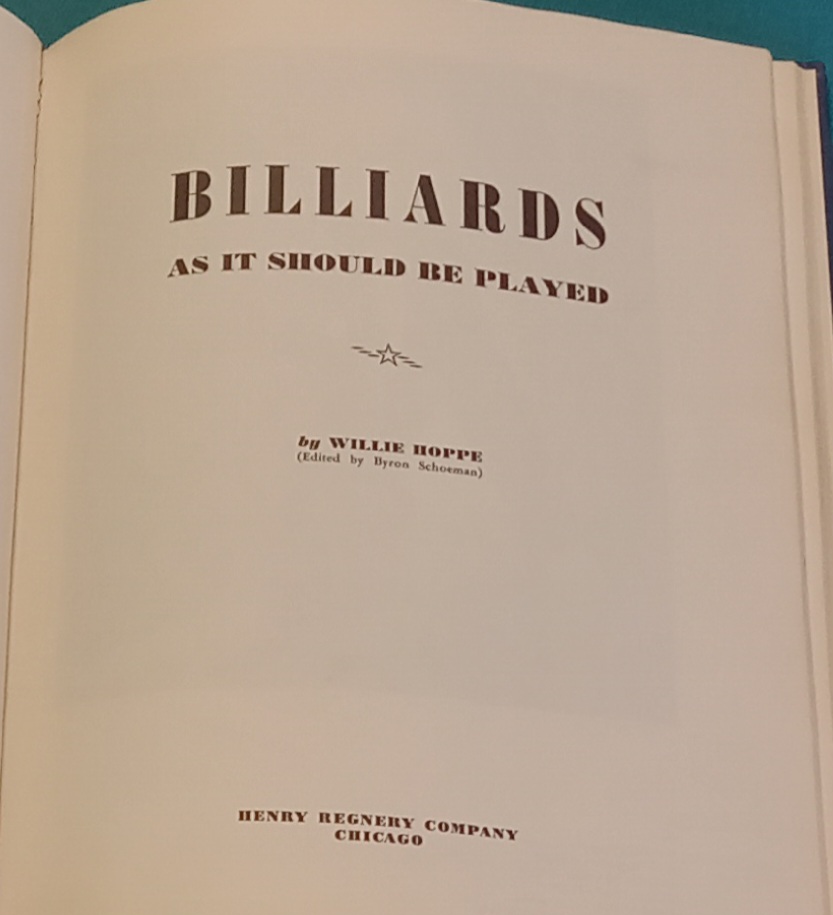 BILLIARDS
AS IT SHOULD BE PLAYED
by WILLIE HOPPE
(Edited by Byron Schoeman)
HENRY REGNERY COMPANY
CHICAGO